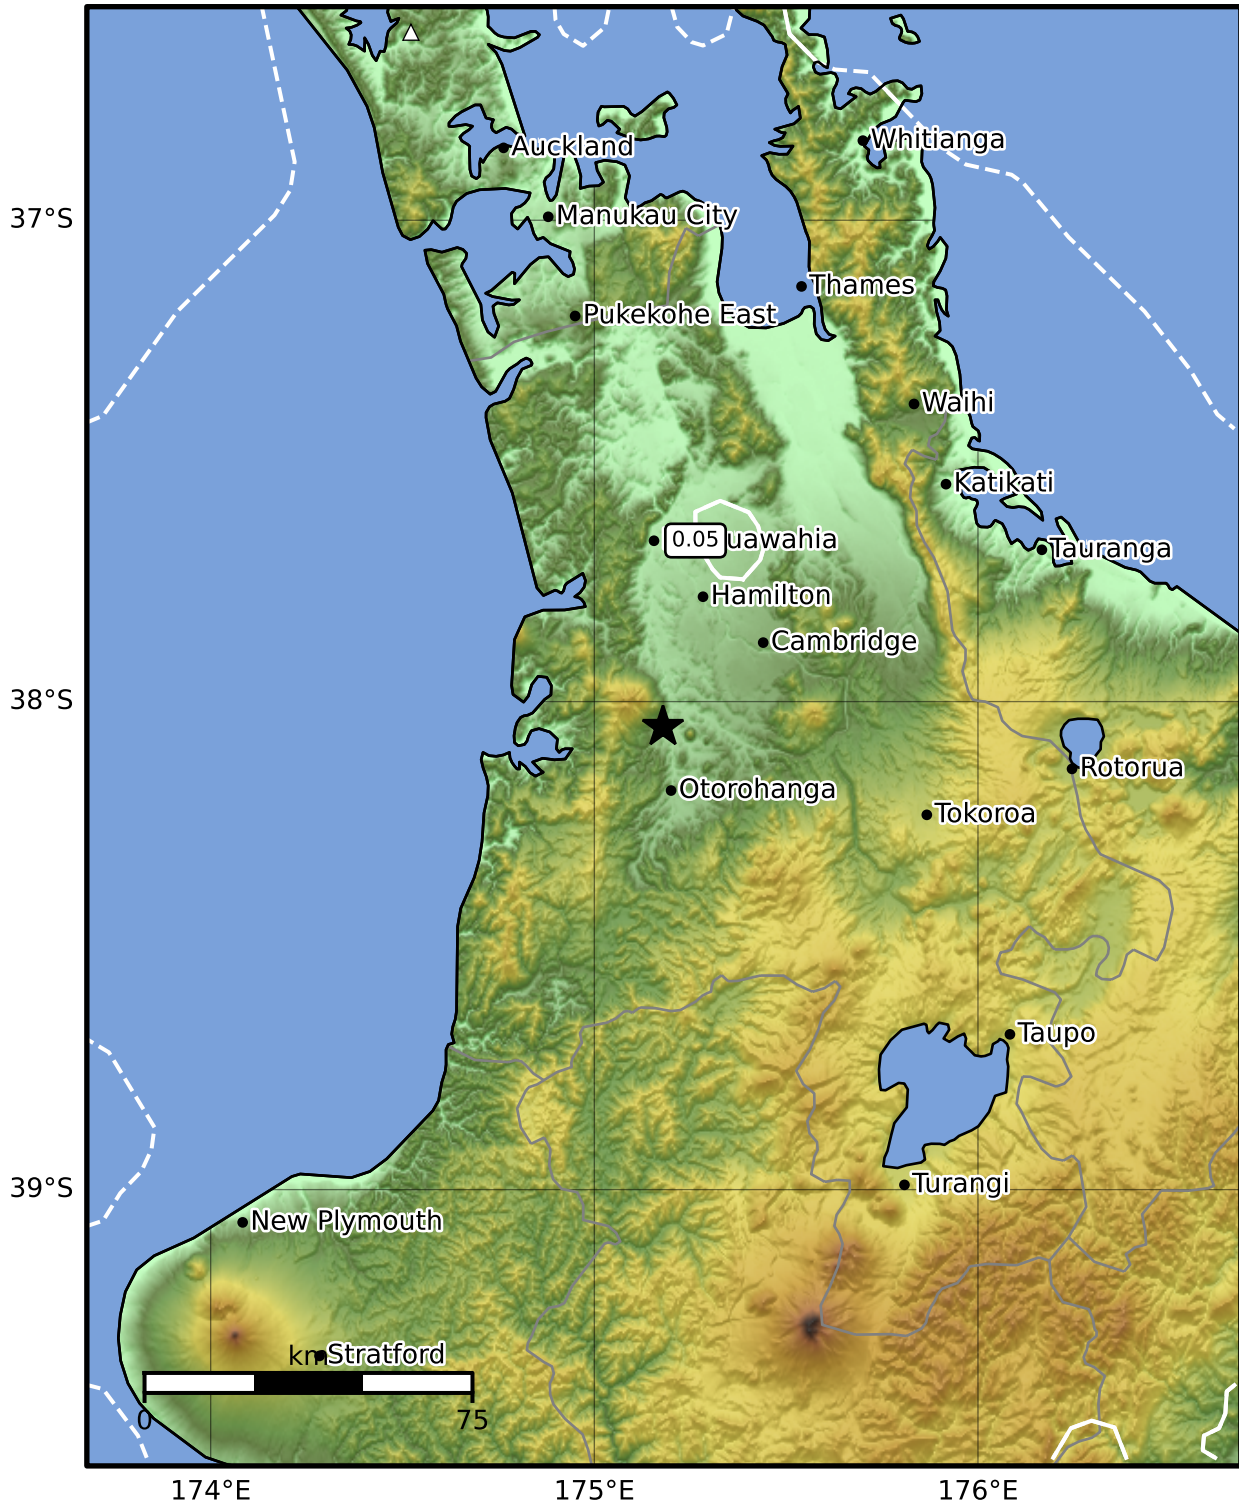 Auckland
Whitianga
37°S
Manukau City
Thames
Pukekohe East
Waihi
Katikati
0.05
uawahia
Tauranga
Hamilton
Cambridge
38°S
Rotorua
Otorohanga
Tokoroa
Taupo
39°S
Turangi
New Plymouth
km
Stratford
0
75
174°E
175°E
176°E